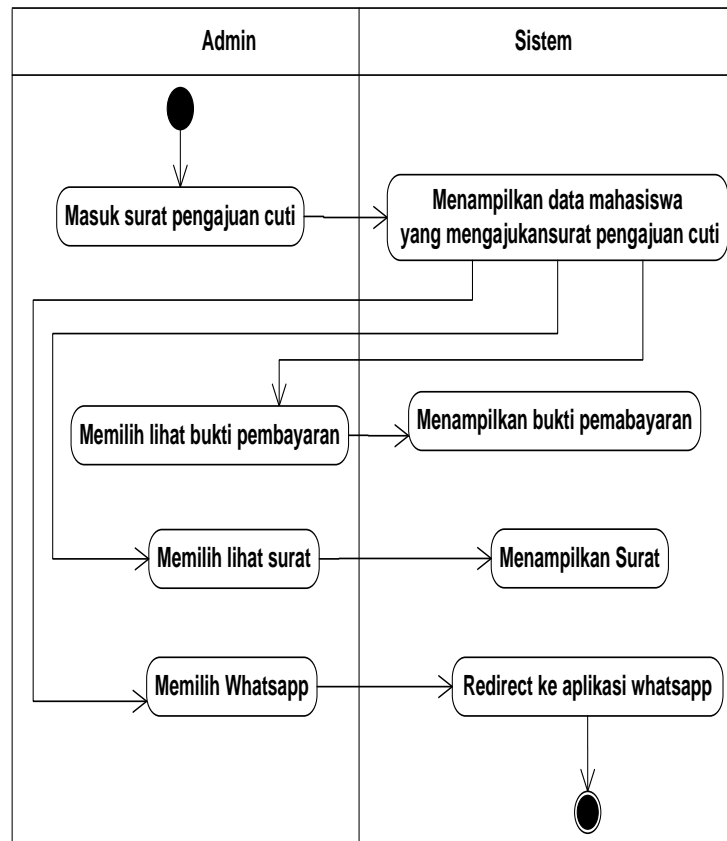 Admin
Sistem
Masuk surat pengajuan cuti
Menampilkan data mahasiswa
yang mengajukansurat pengajuan cuti
Memilih lihat bukti pembayaran
Menampilkan bukti pemabayaran
Memilih lihat surat
Menampilkan Surat
Memilih Whatsapp
Redirect ke aplikasi whatsapp